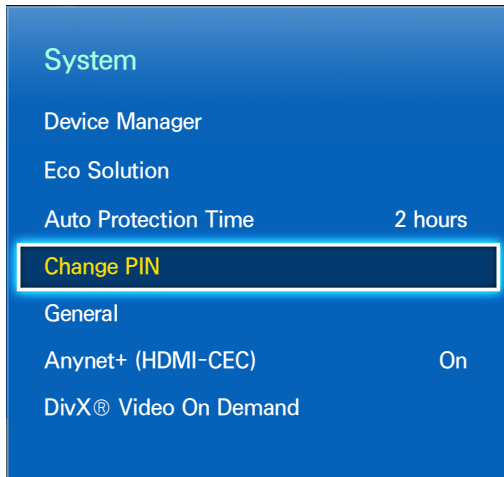 System
Device Manager
Eco Solution
Auto Protection Time 2 hours
Change PIN
General
Anynet+ (HDMI-CEC) On
DivX® Video On Demand